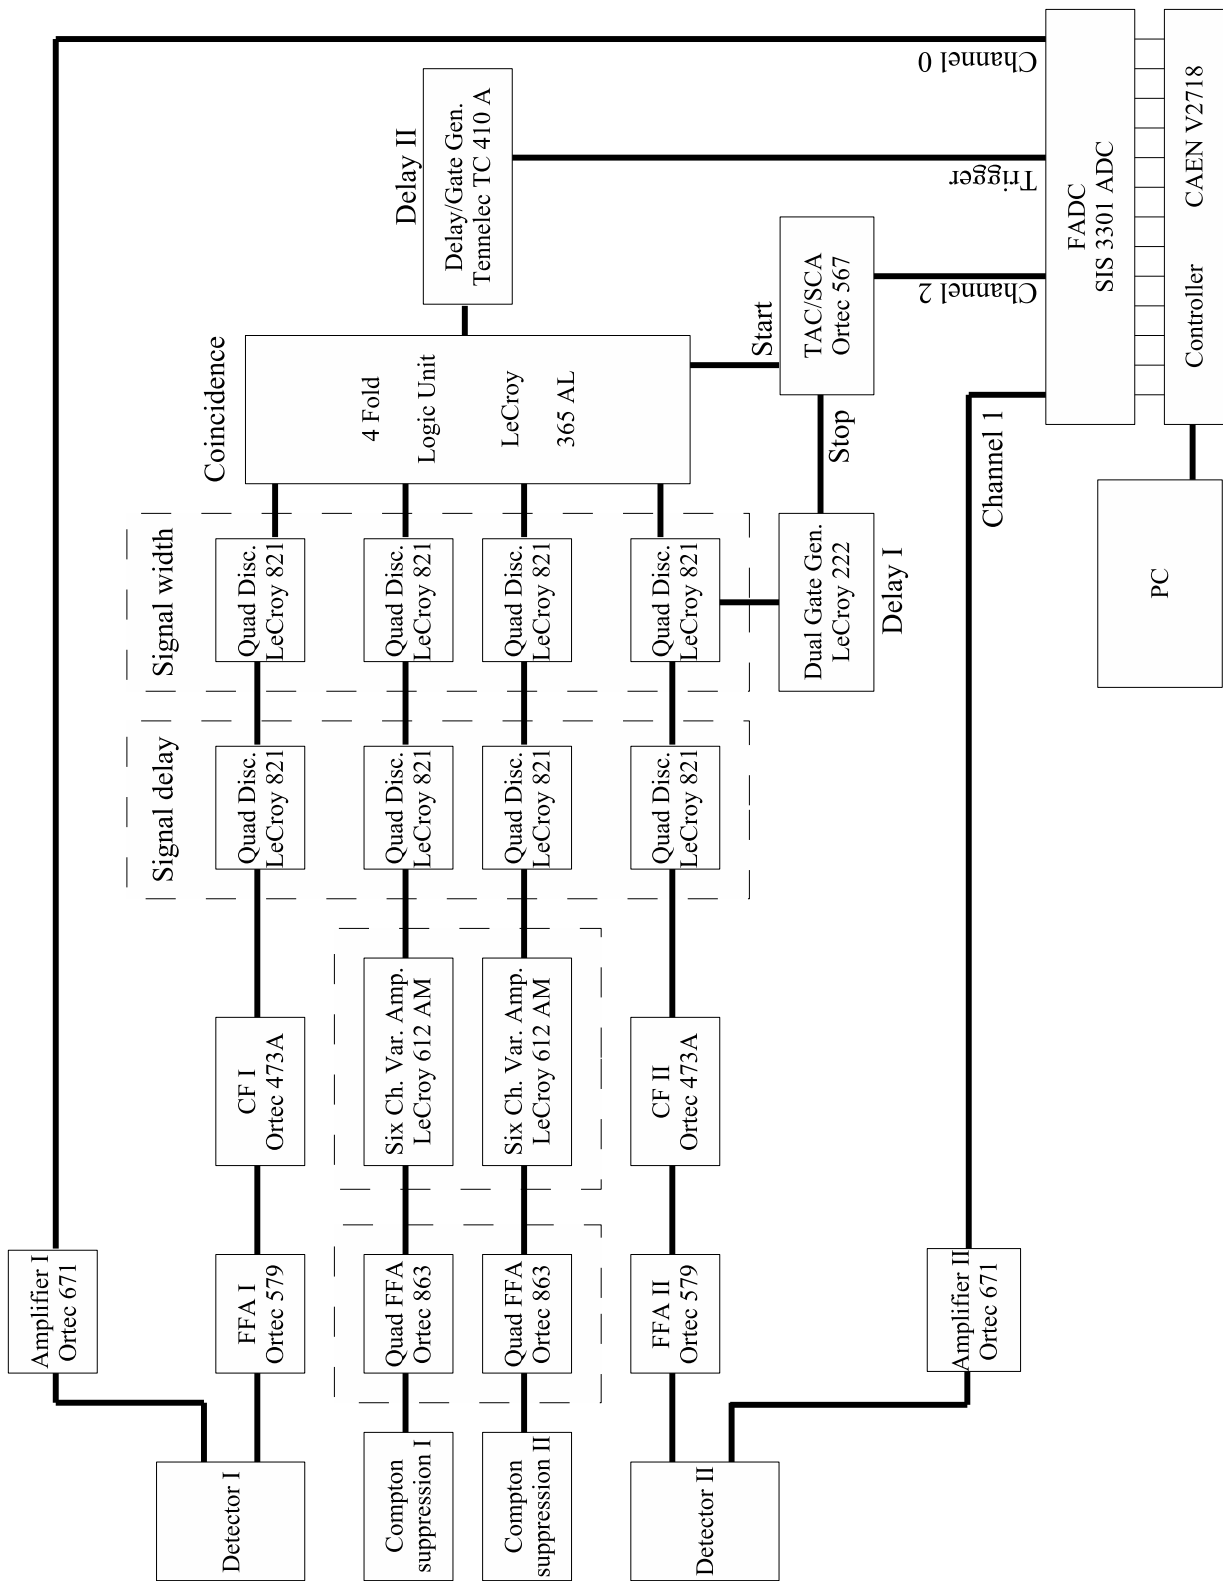 Detector I
Compton
suppression I
Compton
suppression II
Detector II
Amplifier I
Ortec 671
FFA I
Ortec 579
Quad FFA
Ortec 863
Quad FFA
Ortec 863
FFA II
Ortec 579
Amplifier II
Ortec 671
CF I
Ortec 473A
Six Ch. Var. Amp.
LeCroy 612 AM
Six Ch. Var. Amp.
LeCroy 612 AM
CF II
Ortec 473A
Signal delay
Quad Disc.
LeCroy 821
Quad Disc.
LeCroy 821
Quad Disc.
LeCroy 821
Quad Disc.
LeCroy 821
Signal width
Quad Disc.
LeCroy 821
Quad Disc.
LeCroy 821
Quad Disc.
LeCroy 821
Quad Disc.
LeCroy 821
Dual Gate Gen.
LeCroy 222
Delay I
Coincidence
4 Fold
Logic Unit
LeCroy
365 AL
Stop
Start
TAC/SCA
Ortec 567
Delay II
Delay/Gate Gen.
Tennelec TC 410 A
Channel 0
Trigger
Channel 2
Channel 1
FADC
SIS 3301 ADC
Controller
CAEN V2718
PC